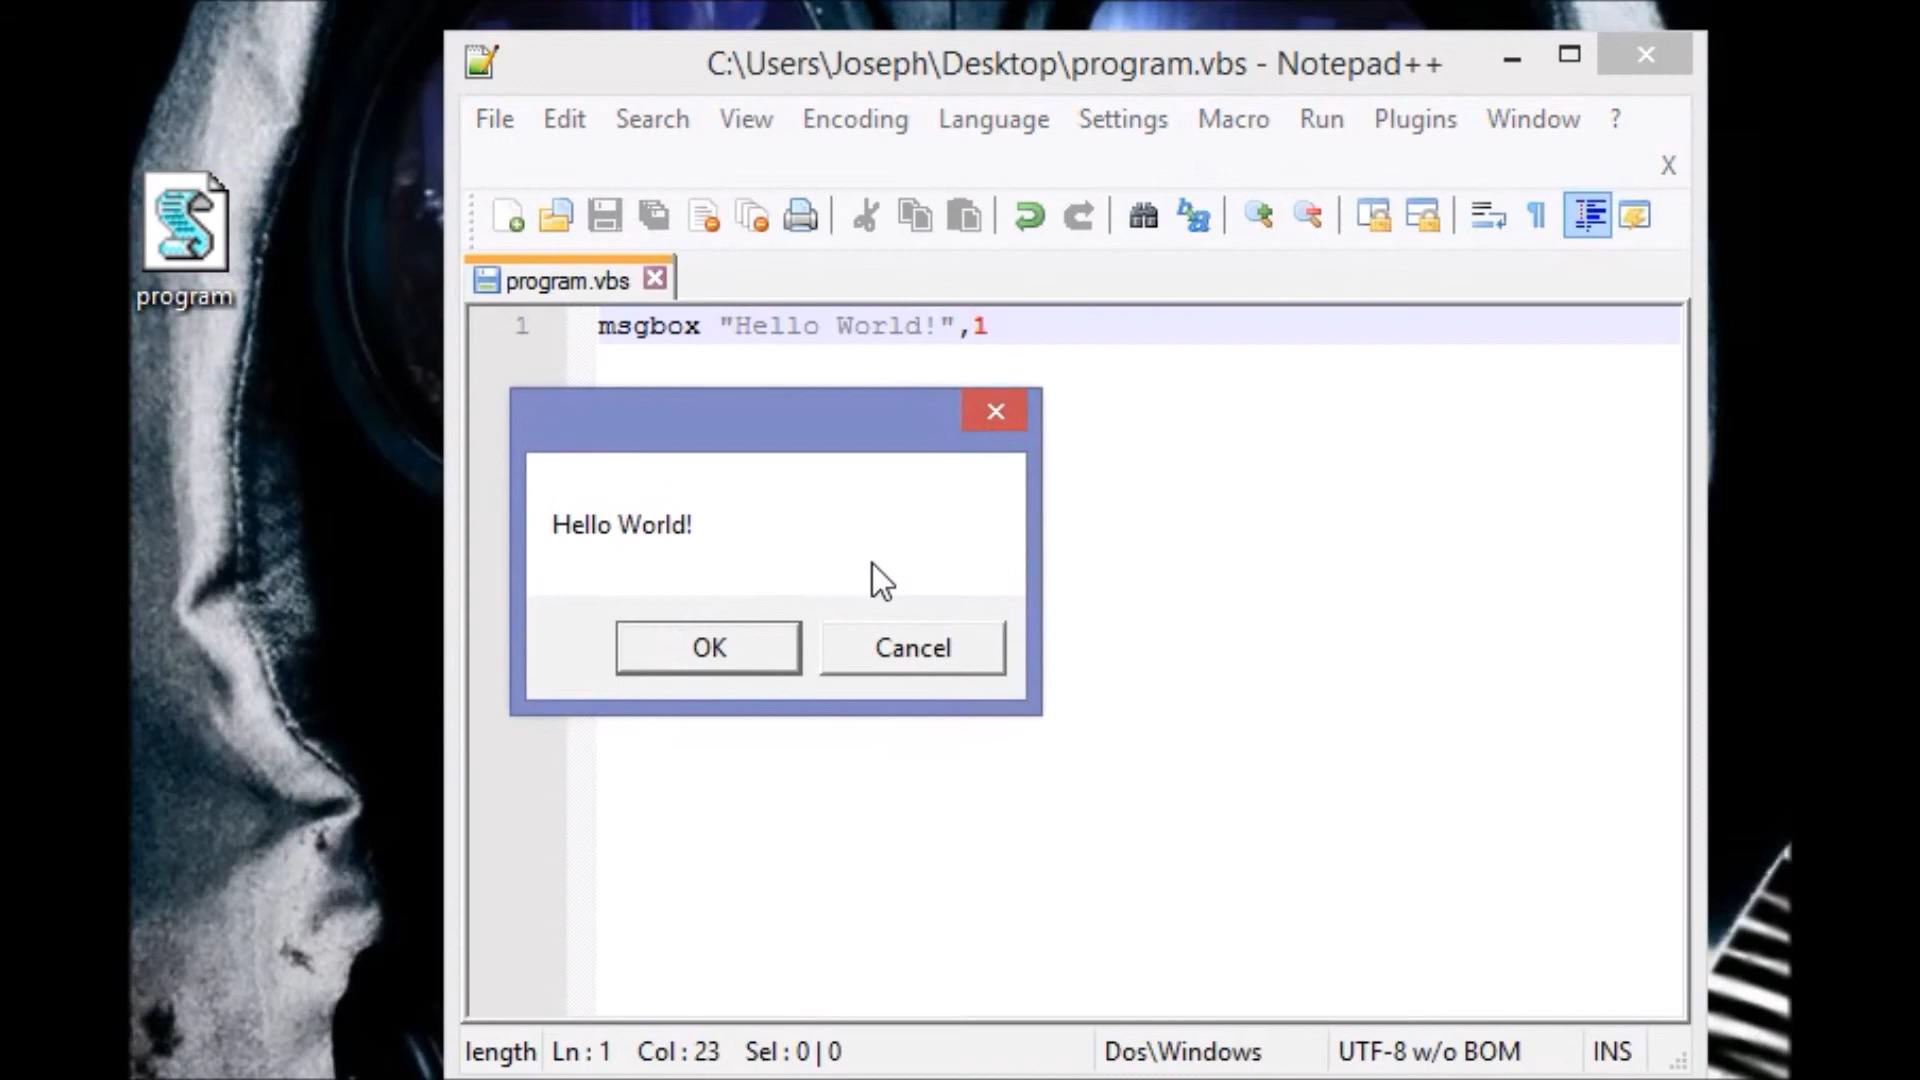 C:\Users\Joseph\Desktop\program.vbs - Notepad++
File Edit Search View Encoding Language Settings Macro Run Plugins Window ?
X
program
program.vbs
1 msgbox "Hello World!",1
Hello World!
OK Cancel
length Ln : 1 Col : 23 Sel : 0 | 0 Dos\Windows UTF-8 w/o BOM INS